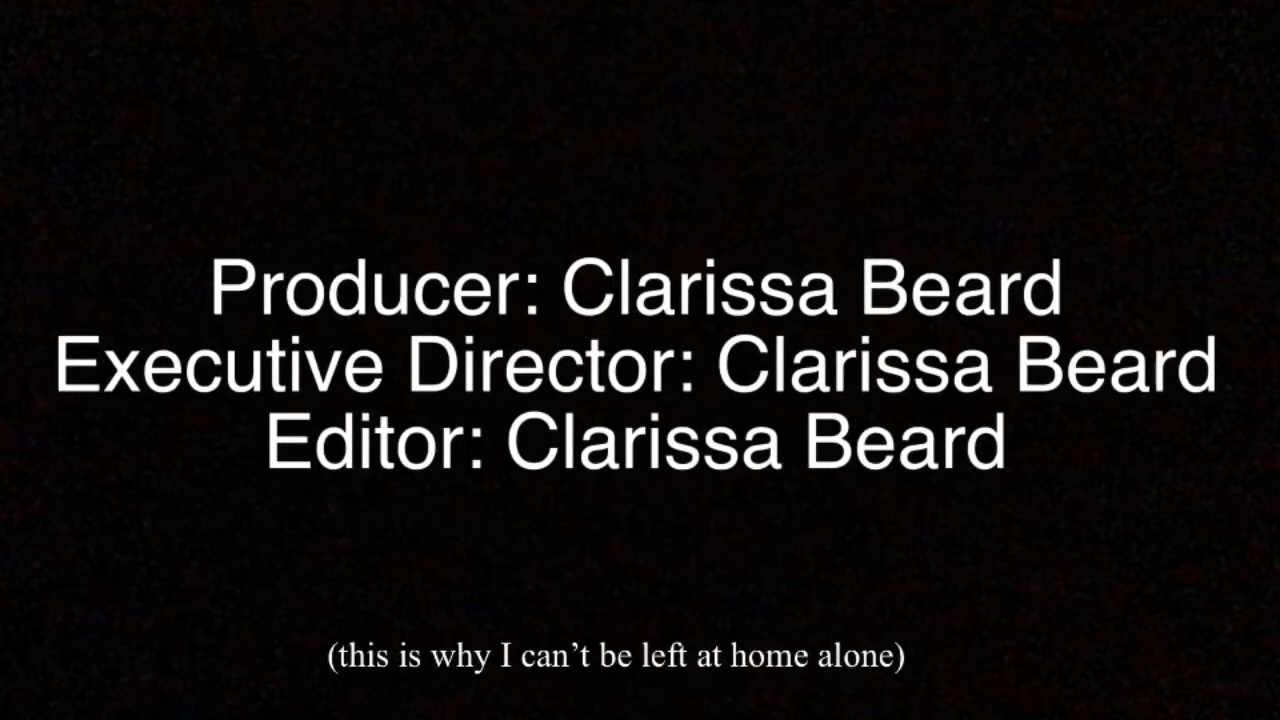 Producer: Clarissa Beard
Executive Director: Clarissa Beard
Editor: Clarissa Beard
(this is why I can’t be left at home alone)